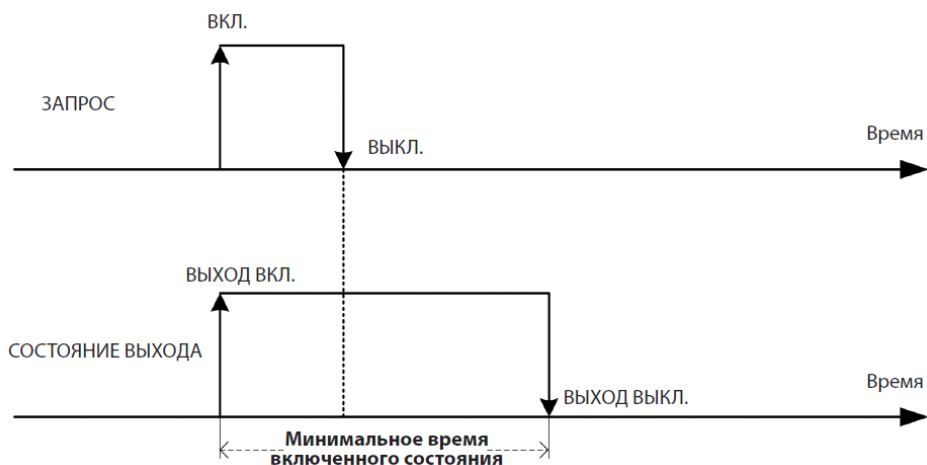 ВКЛ.
ЗАПРОС
Время
ВЫКЛ.
ВЫХОД ВКЛ.
СОСТОЯНИЕ ВЫХОДА
Время
ВЫХОД ВЫКЛ.
Минимальное время
включенного состояния